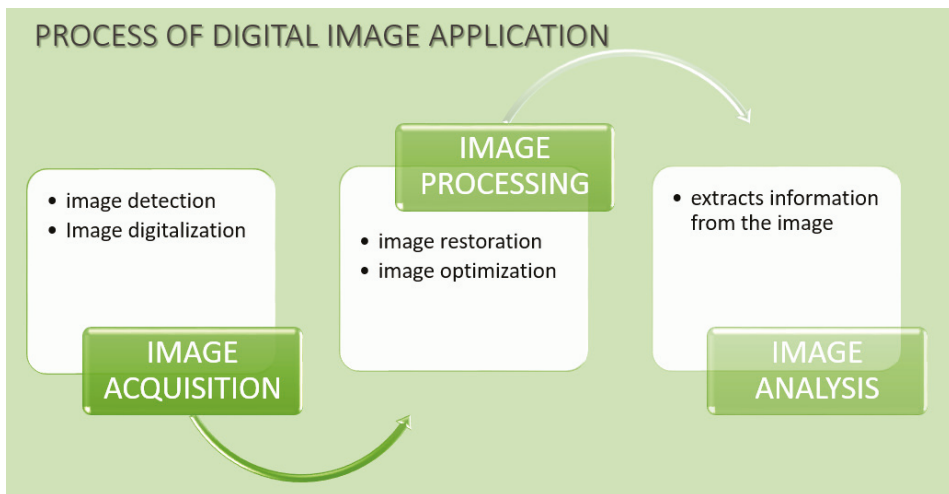 PROCESS OF DIGITAL IMAGE APPLICATION
• image detection
• Image digitalization
IMAGE
ACQUISITION
IMAGE
PROCESSING
• image restoration
• image optimization
• extracts information
from the image
IMAGE
ANALYSIS